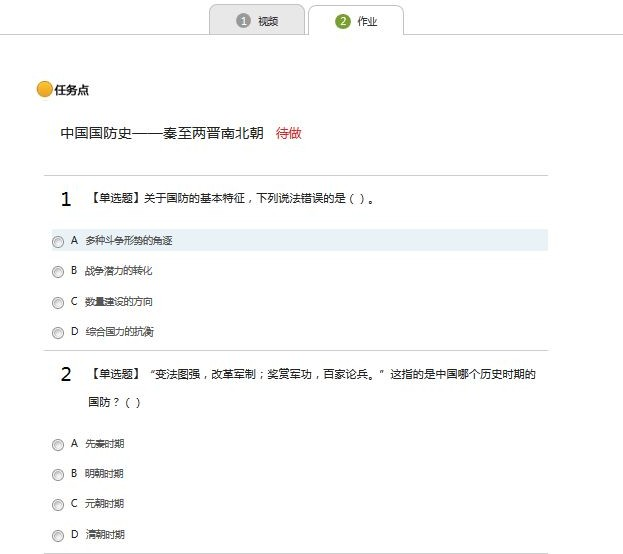 1 视频
2 作业
任务点
中国国防史——秦至两晋南北朝 待做
1 【单选题】关于国防的基本特征，下列说法错误的是（ ）。
A 多种斗争形势的角逐
B 战争潜力的转化
C 数量建设的方向
D 综合国力的抗衡
2 【单选题】“变法图强，改革军制；奖赏军功，百家论兵。”这指的是中国哪个历史时期的
国防？（ ）
A 先秦时期
B 明朝时期
C 元朝时期
D 清朝时期